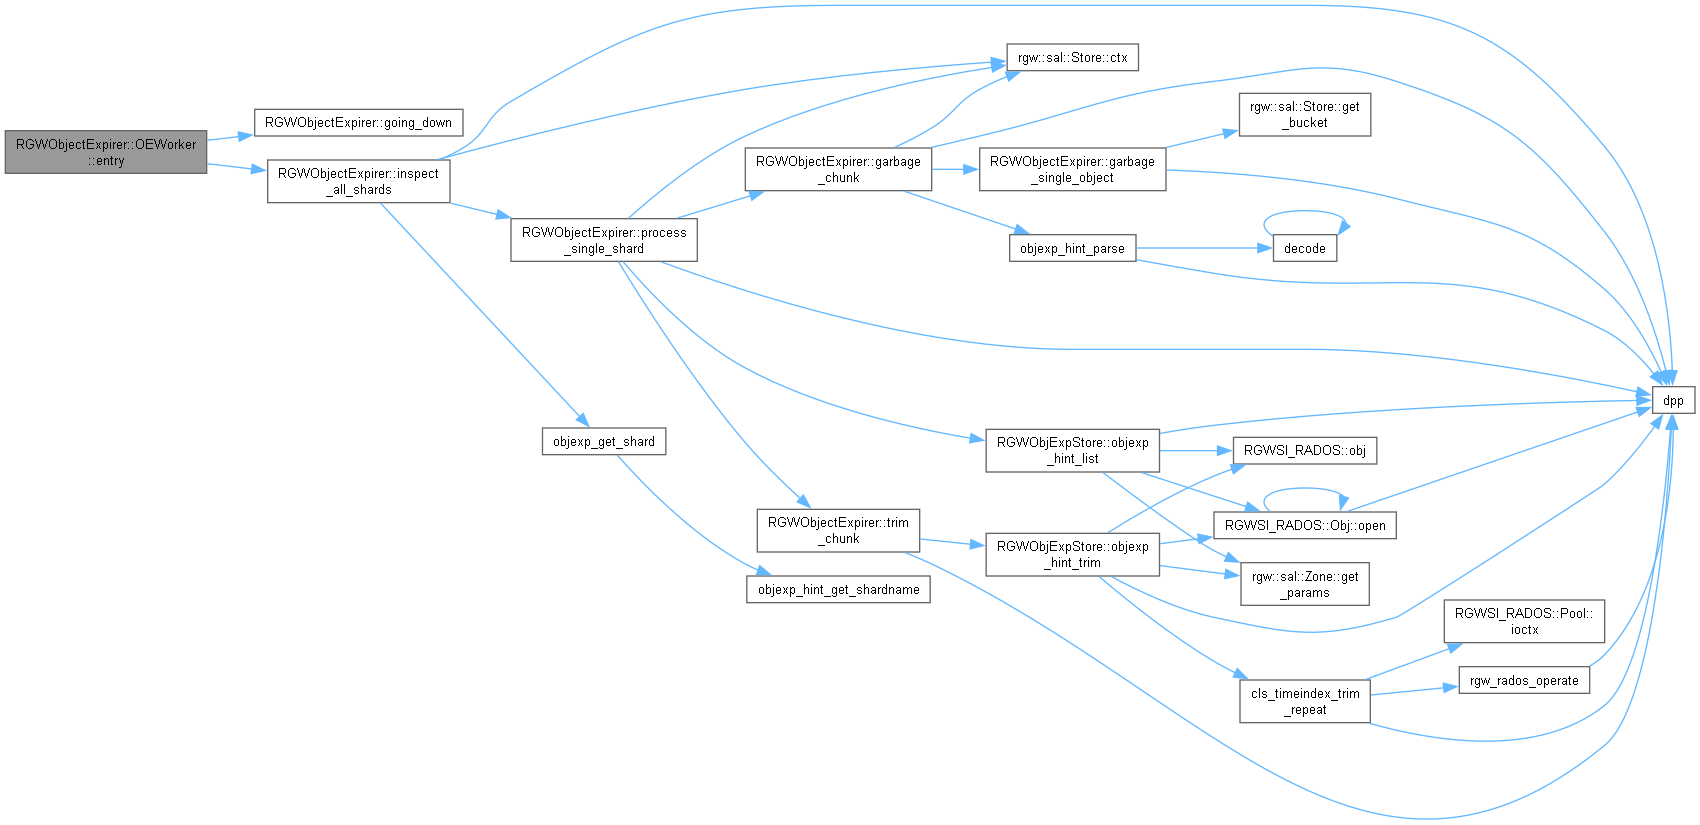 RGWObjectExpirer::OEWorker
::entry
RGWObjectExpirer::going_down
RGWObjectExpirer::inspect
_all_shards
RGWObjectExpirer::process
_single_shard
objexp_get_shard
RGWObjectExpirer::garbage
_chunk
RGWObjectExpirer::trim
_chunk
objexp_hint_get_shardname
rgw::sal::Store::ctx
RGWObjectExpirer::garbage
_single_object
objexp_hint_parse
RGWObjExpStore::objexp
_hint_list
RGWObjExpStore::objexp
_hint_trim
rgw::sal::Store::get
_bucket
decode
RGWSI_RADOS::obj
RGWSI_RADOS::Obj::open
rgw::sal::Zone::get
_params
cls_timeindex_trim
_repeat
RGWSI_RADOS::Pool::
ioctx
rgw_rados_operate
dpp